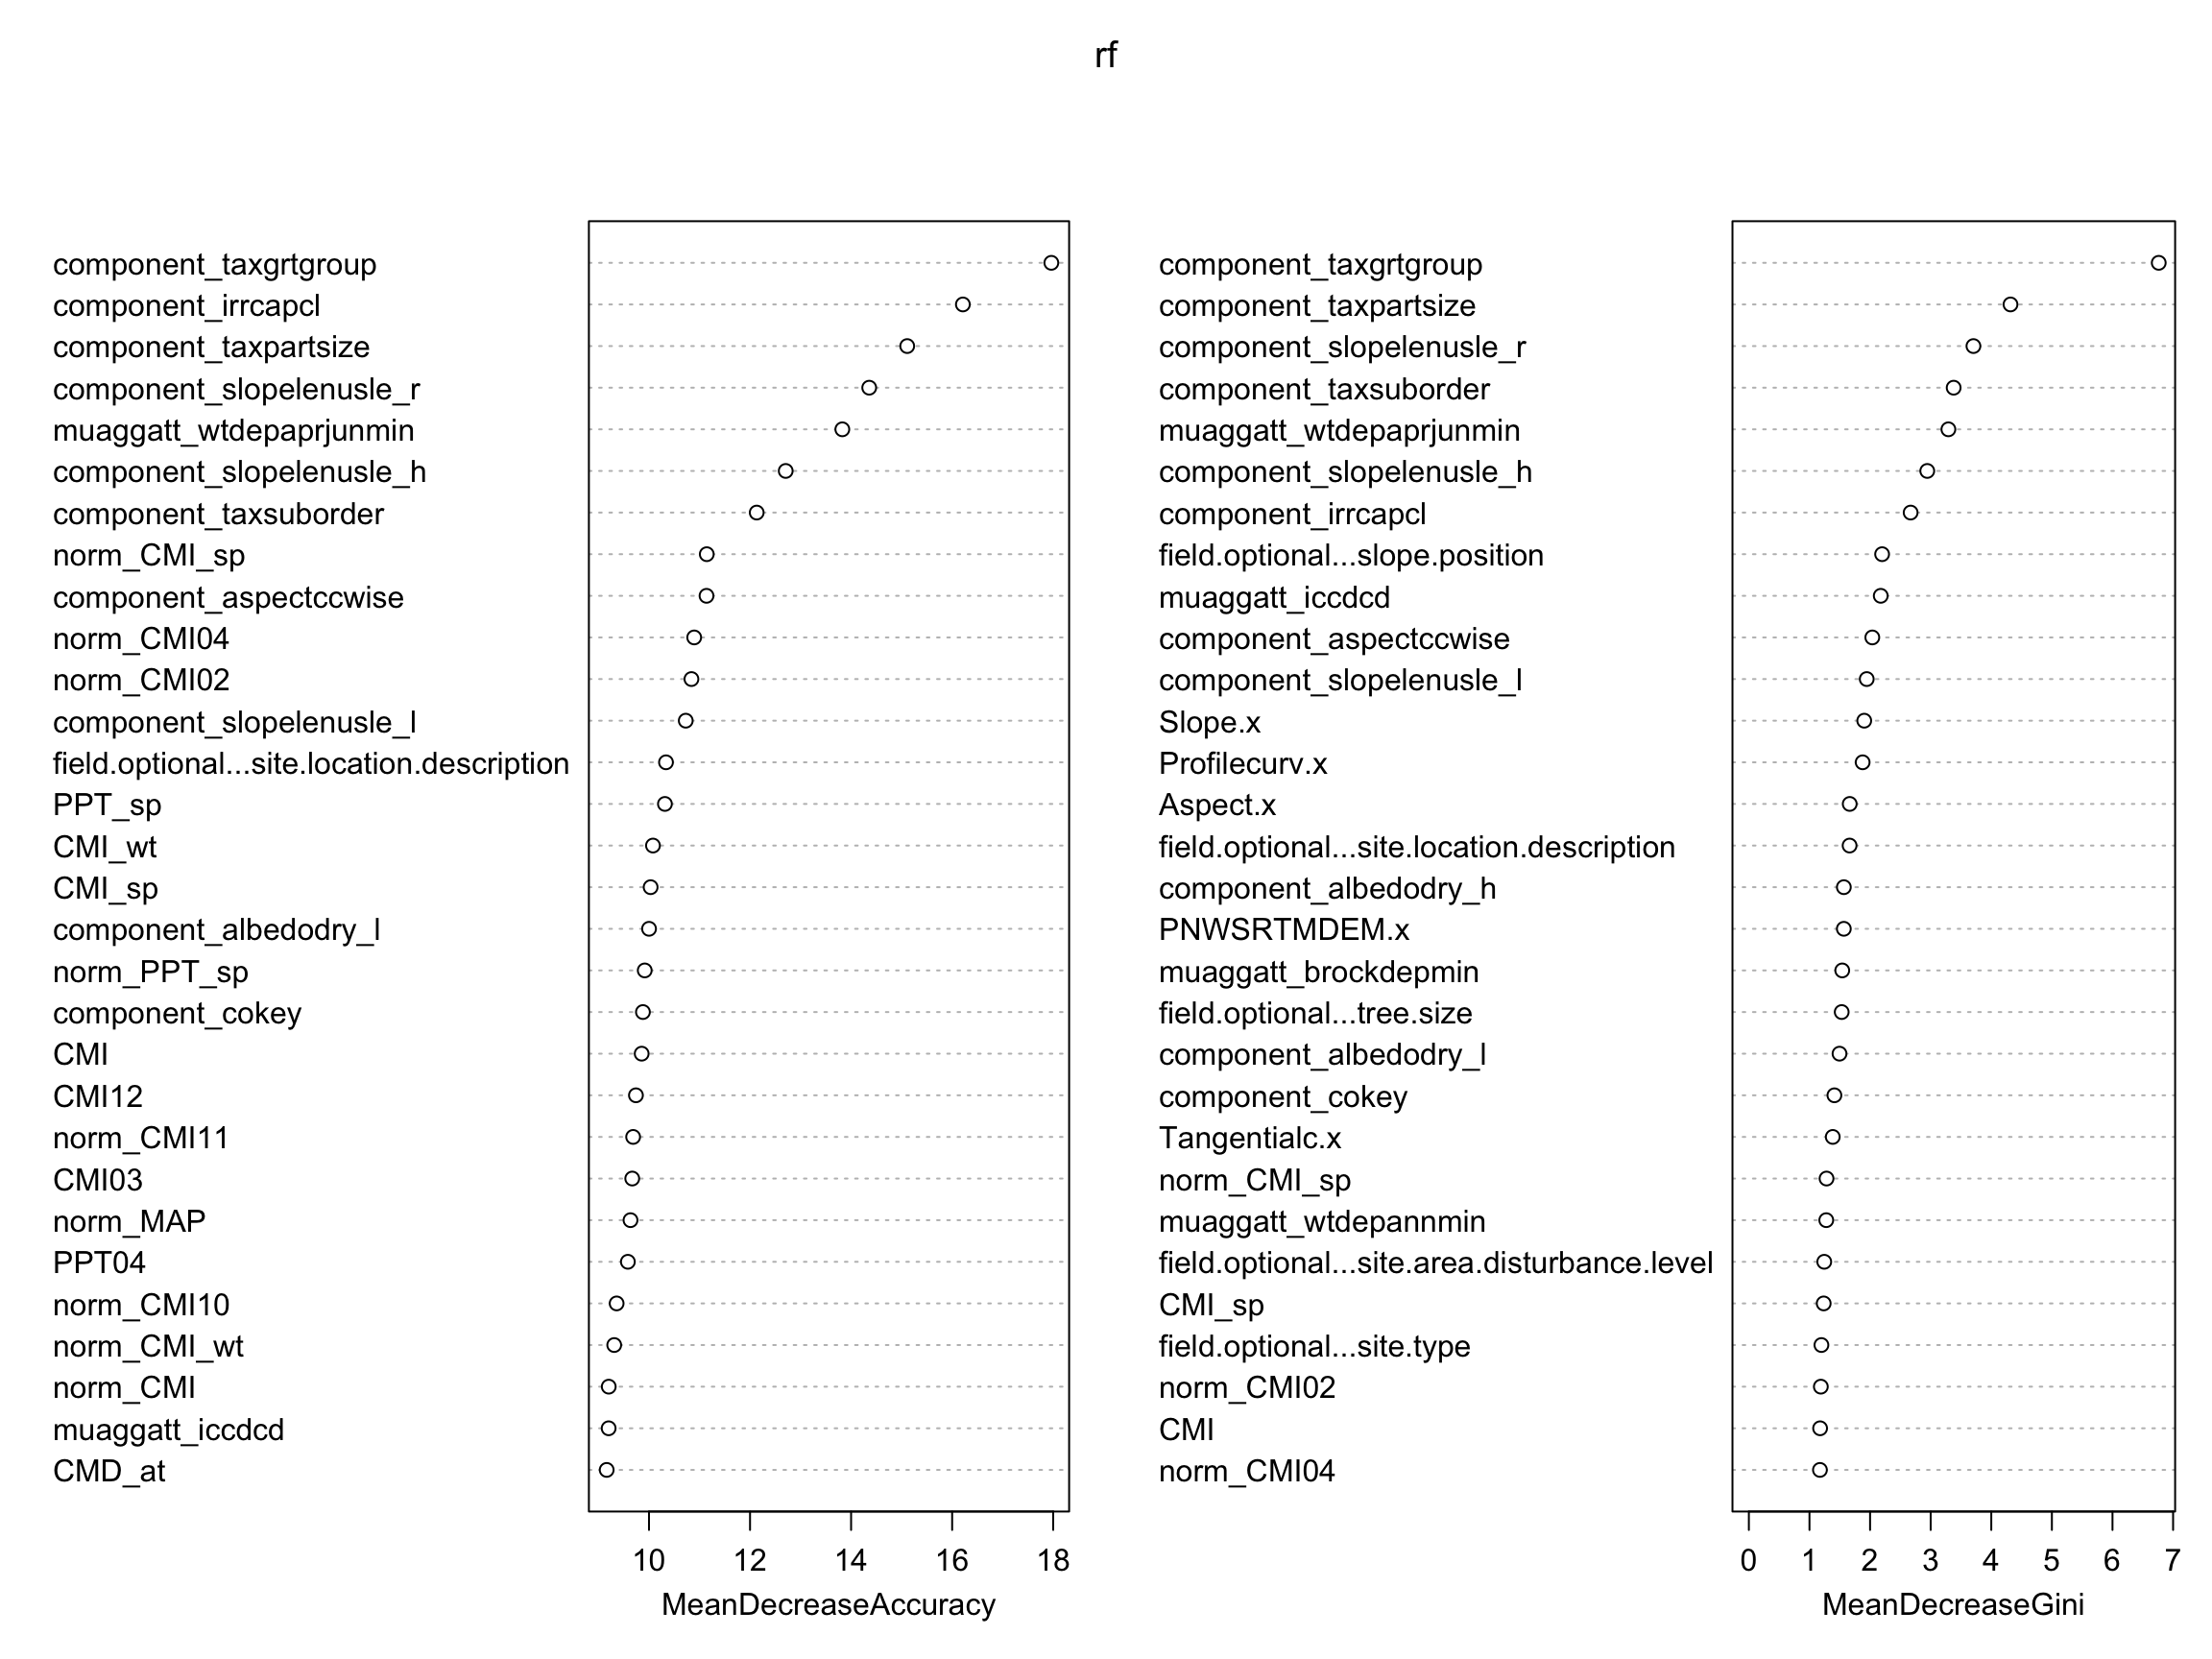 rf
component_taxgrtgroup
component_irrcapcl
component_taxpartsize
component_slopelenusle_r
muaggatt_wtdepaprjunmin
component_slopelenusle_h
component_taxsuborder
norm_CMI_sp
component_aspectccwise
norm_CMI04
norm_CMI02
component_slopelenusle_l
field.optional...site.location.description
PPT_sp
CMI_wt
CMI_sp
component_albedodry_l
norm_PPT_sp
component_cokey
CMI
CMI12
norm_CMI11
CMI03
norm_MAP
PPT04
norm_CMI10
norm_CMI_wt
norm_CMI
muaggatt_iccdcd
CMD_at
10 12 14 16 18
MeanDecreaseAccuracy
component_taxgrtgroup
component_taxpartsize
component_slopelenusle_r
component_taxsuborder
muaggatt_wtdepaprjunmin
component_slopelenusle_h
component_irrcapcl
field.optional...slope.position
muaggatt_iccdcd
component_aspectccwise
component_slopelenusle_l
Slope.x
Profilecurv.x
Aspect.x
field.optional...site.location.description
component_albedodry_h
PNWSRTMDEM.x
muaggatt_brockdepmin
field.optional...tree.size
component_albedodry_l
component_cokey
Tangentialc.x
norm_CMI_sp
muaggatt_wtdepannmin
field.optional...site.area.disturbance.level
CMI_sp
field.optional...site.type
norm_CMI02
CMI
norm_CMI04
0 1 2 3 4 5 6 7
MeanDecreaseGini